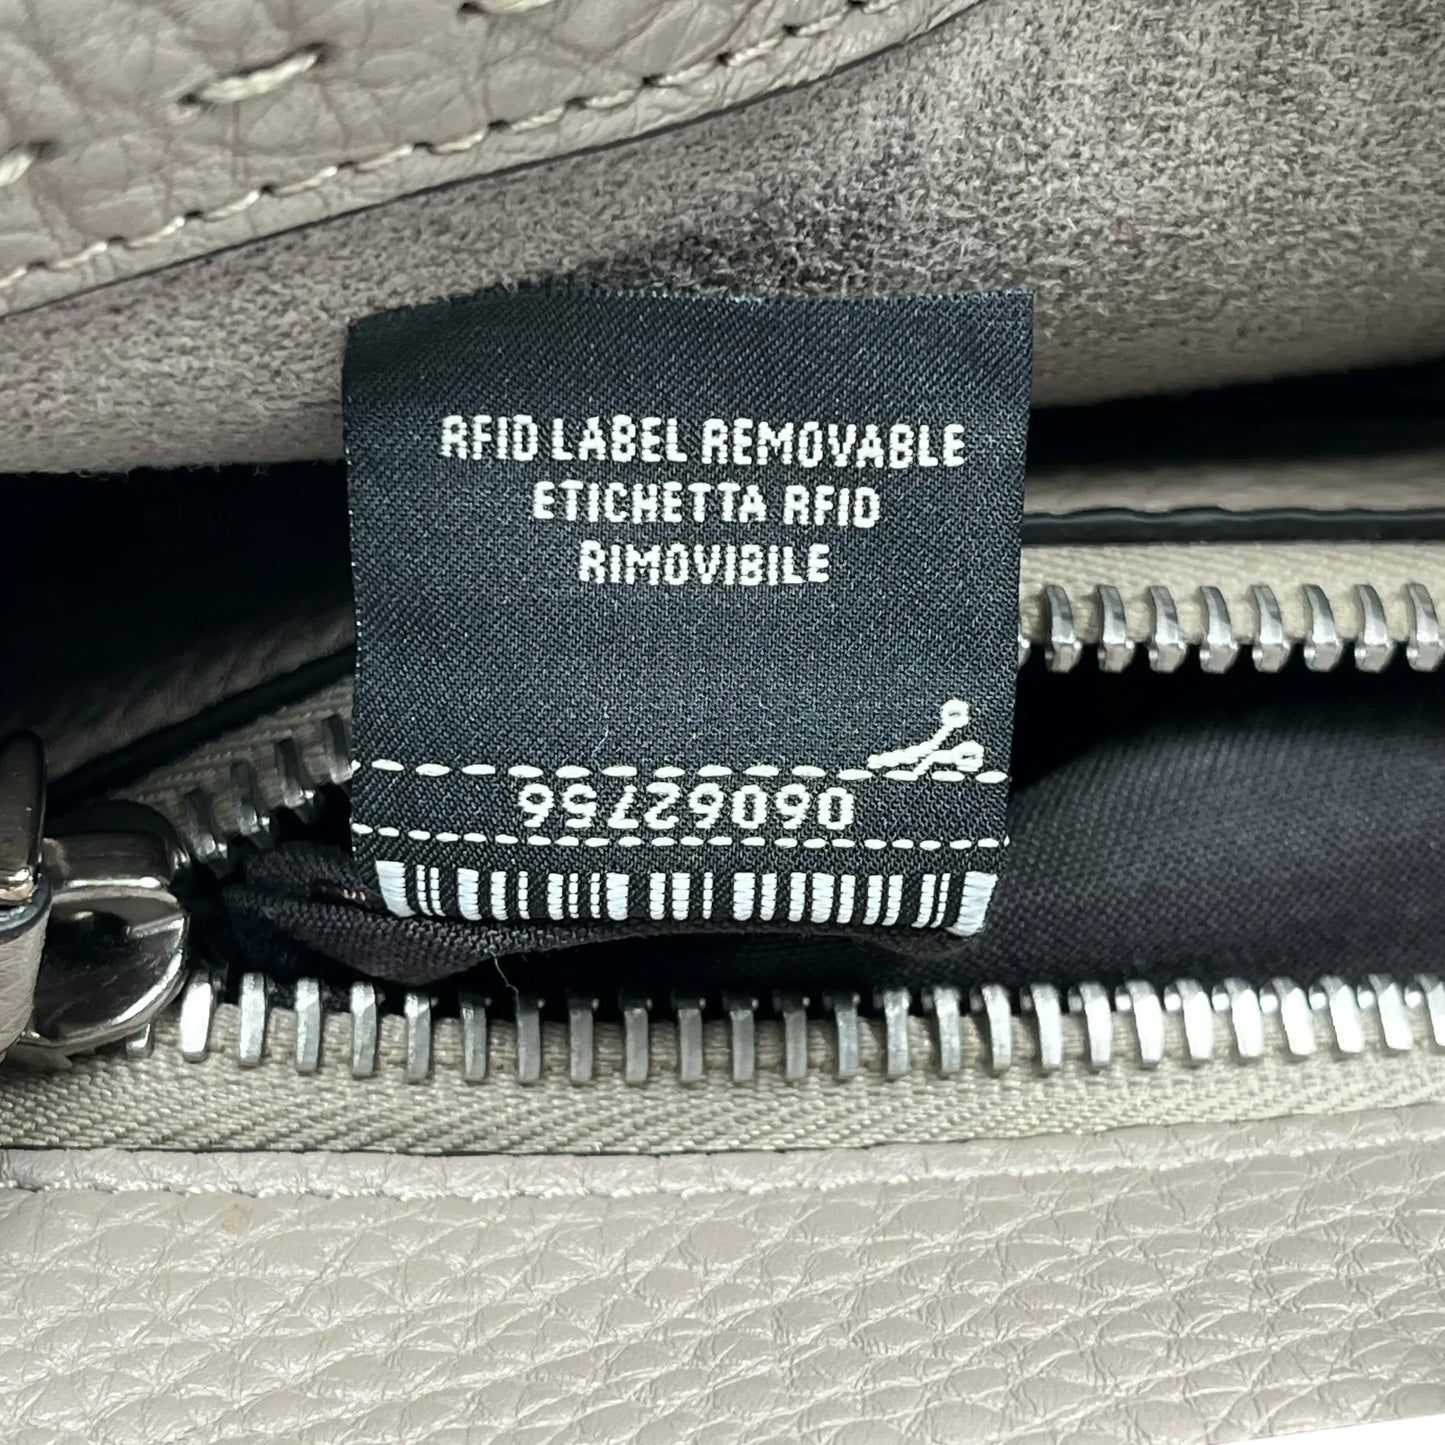 RFID LABEL REMOVABLE
ETICHETTA RFID
RIMOVIBILE
06062756